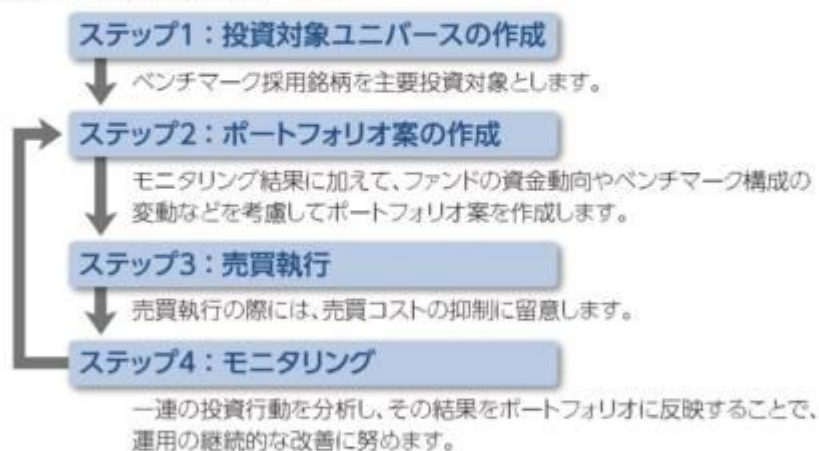 ステップ1：投資対象ユニバースの作成
ベンチマーク採用銘柄を主要投資対象とします。
ステップ2：ポートフォリオ案の作成
モニタリング結果に加えて、ファンドの資金動向やベンチマーク構成の
変動などを考慮してポートフォリオ案を作成します。
ステップ3：売買執行
売買執行の際には、売買コストの抑制に留意します。
ステップ4：モニタリング
一連の投資行動を分析し、その結果をポートフォリオに反映することで、
運用の継続的な改善に努めます。